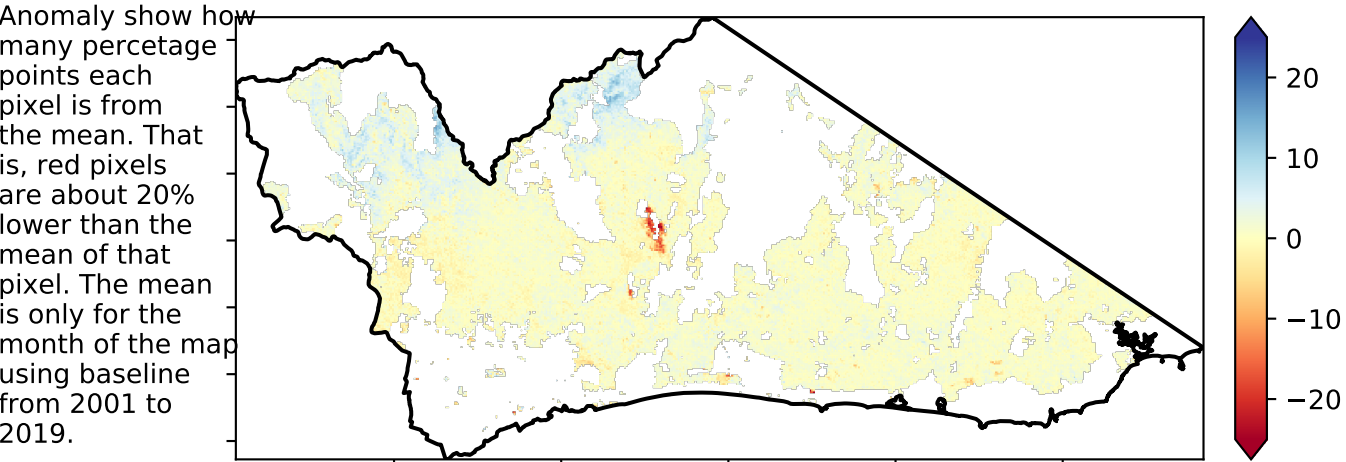 Anomaly show how
many percetage
points each
pixel is from
the mean. That
is, red pixels
are about 20%
lower than the
mean of that
pixel. The mean
is only for the
month of the map
using baseline
from 2001 to
2019.
20
10
0
−10
−20